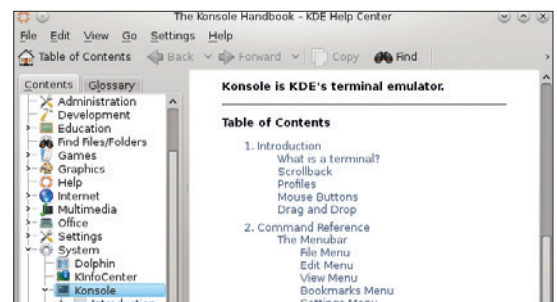 The Konsole Handbook – KDE Help Center
File Edit View Go Settings Help
Table of Contents Back Forward Copy Find
Contents Glossary
Administration
Development
Education
Find Files/Folders
Games
Graphics
Help
Internet
Multimedia
Office
Settings
System
Dolphin
KInfoCenter
Konsole
Introduction
Konsole is KDE's terminal emulator.
Table of Contents
1. Introduction
What is a terminal?
Scrollback
Profiles
Mouse Buttons
Drag and Drop
2. Command Reference
The Menubar
File Menu
Edit Menu
View Menu
Bookmarks Menu
Settings Menu